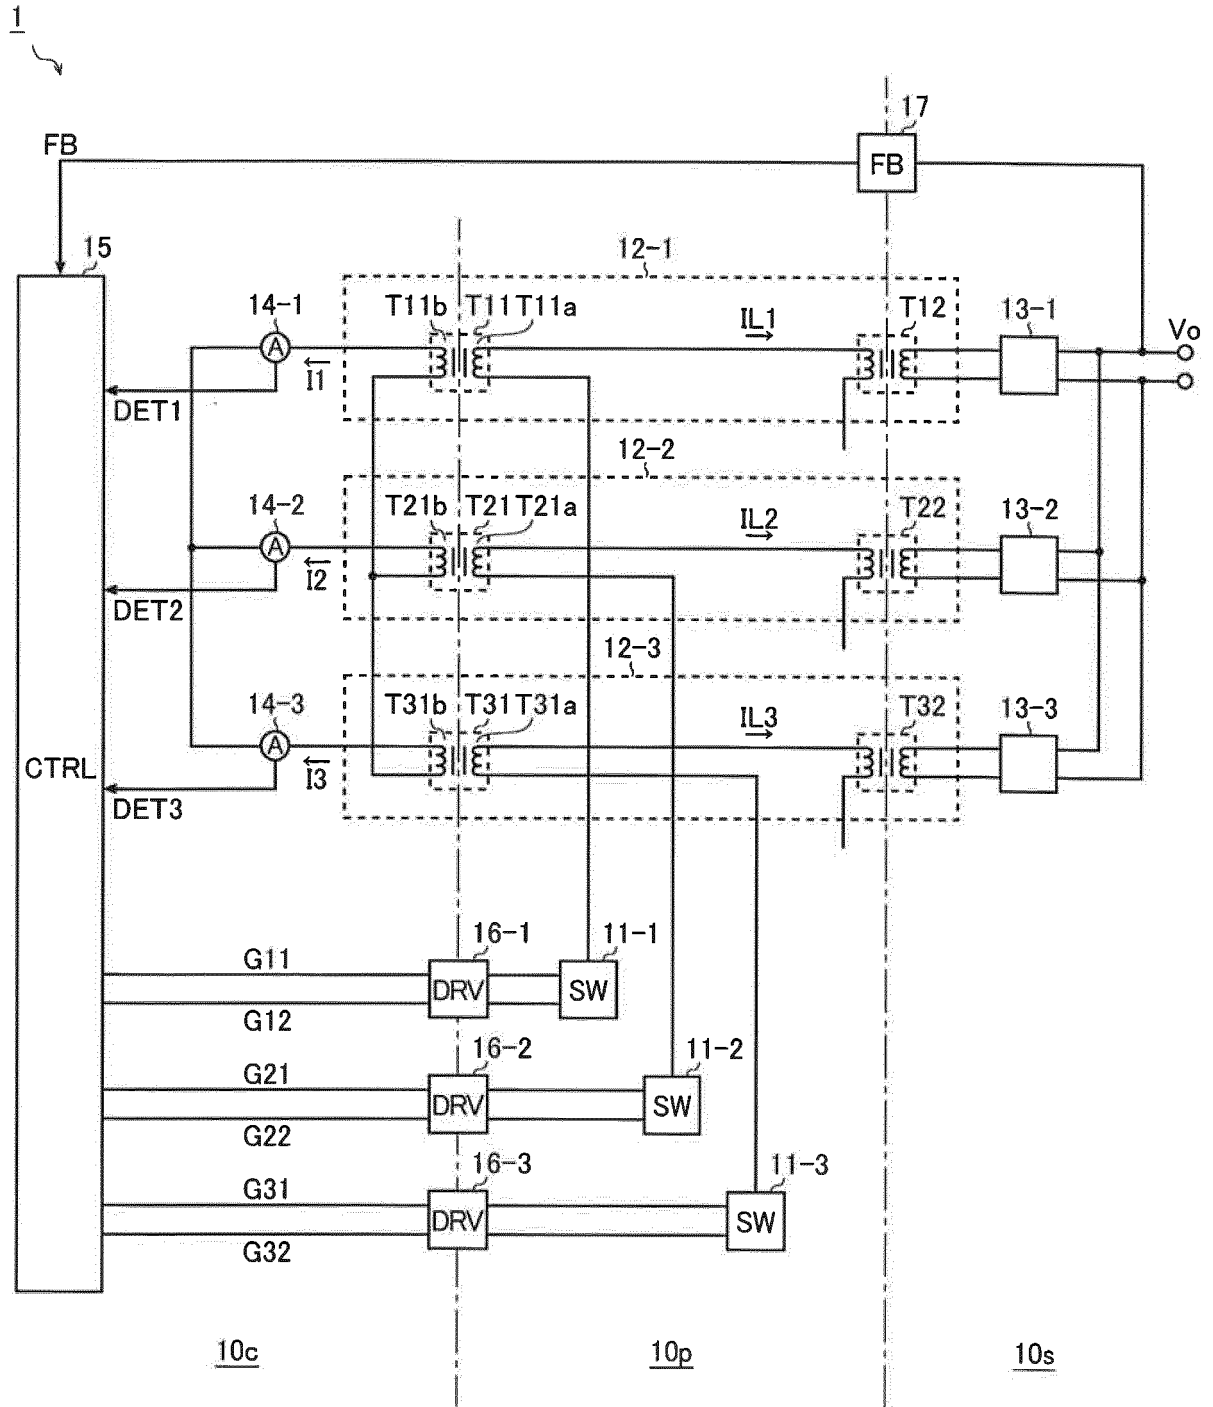 1
17
FB
FB
15
12-1
14-1
T11b
T11
T11a
IL1
T12
13-1
Vo
A
I1
DET1
12-2
14-2
T21b
T21
T21a
IL2
T22
13-2
A
I2
DET2
12-3
14-3
T31b
T31
T31a
IL3
T32
13-3
A
I3
CTRL
DET3
16-1
11-1
G11
DRV
SW
G12
16-2
11-2
G21
DRV
SW
G22
16-3
11-3
G31
DRV
SW
G32
10c
10p
10s